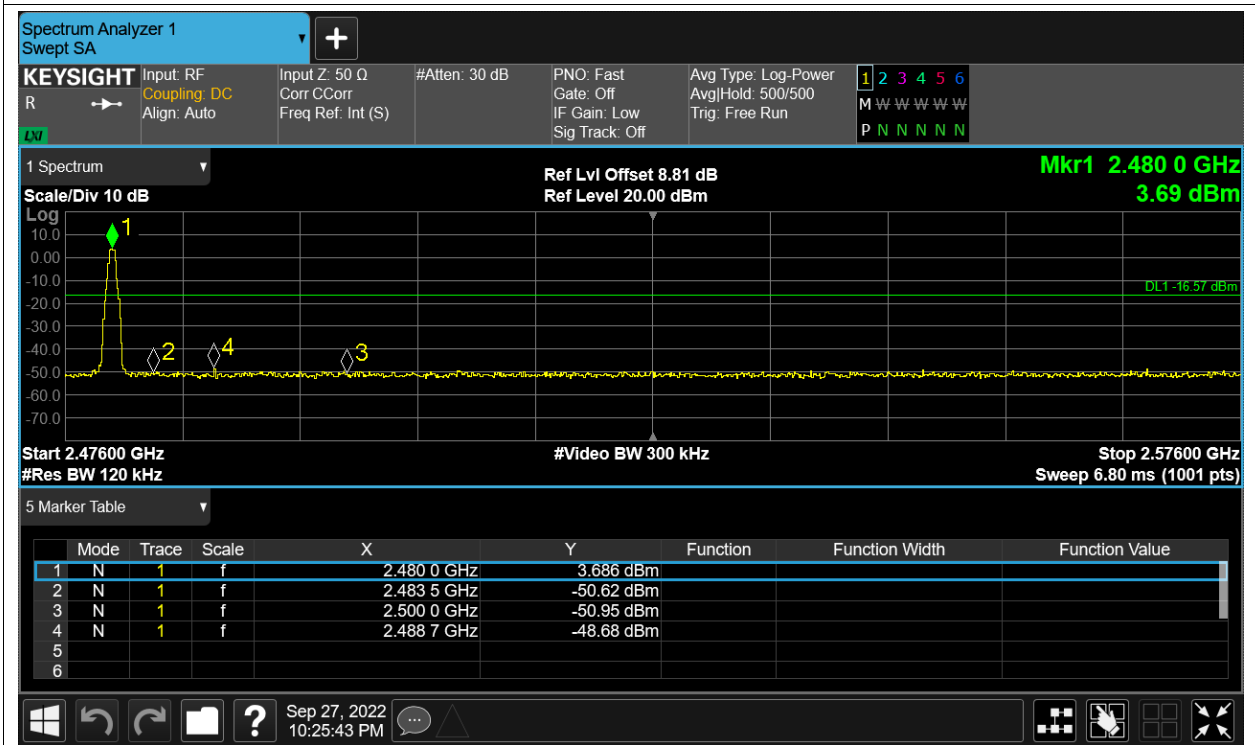 Spectrum Analyzer 1
Swept SA
KEYSIGHT
R
LXI
Input: RF
Coupling: DC
Align: Auto
Input Z: 50 Ω
Corr CCorr
Freq Ref: Int (S)
#Atten: 30 dB
PNO: Fast
Gate: Off
IF Gain: Low
Sig Track: Off
Avg Type: Log-Power
Avg|Hold: 500/500
Trig: Free Run
1 2 3 4 5 6
M W W W W W
P N N N N N
1 Spectrum
Scale/Div 10 dB
Ref Lvl Offset 8.81 dB
Ref Level 20.00 dBm
Mkr1 2.480 0 GHz
3.69 dBm
Log
10.0
0.00
-10.0
-20.0
-30.0
-40.0
-50.0
-60.0
-70.0
1
2
4
3
DL1 -16.57 dBm
Start 2.47600 GHz
#Video BW 300 kHz
Stop 2.57600 GHz
#Res BW 120 kHz
Sweep 6.80 ms (1001 pts)
5 Marker Table
Mode Trace Scale X Y Function Function Width Function Value
1 N 1 f 2.480 0 GHz 3.686 dBm
2 N 1 f 2.483 5 GHz -50.62 dBm
3 N 1 f 2.500 0 GHz -50.95 dBm
4 N 1 f 2.488 7 GHz -48.68 dBm
5
6
?
Sep 27, 2022
10:25:43 PM